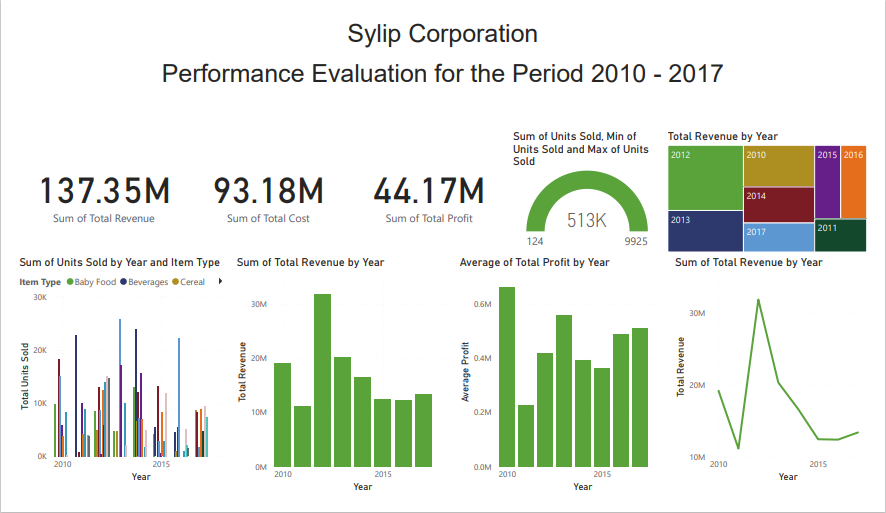 Sylip Corporation
Performance Evaluation for the Period 2010 - 2017
137.35M
Sum of Total Revenue
93.18M
Sum of Total Cost
44.17M
Sum of Total Profit
Sum of Units Sold, Min of
Units Sold and Max of Units
Sold
513K
124
9925
Total Revenue by Year
2012
2010
2015
2016
2014
2013
2017
2011
Sum of Units Sold by Year and Item Type
Item Type
Baby Food
Beverages
Cereal
Total Units Sold
30K
20K
10K
0K
2010
2015
Year
Sum of Total Revenue by Year
Total Revenue
30M
20M
10M
0M
2010
2015
Year
Average of Total Profit by Year
Average Profit
0.6M
0.4M
0.2M
0.0M
2010
2015
Year
Sum of Total Revenue by Year
Total Revenue
30M
20M
10M
2010
2015
Year